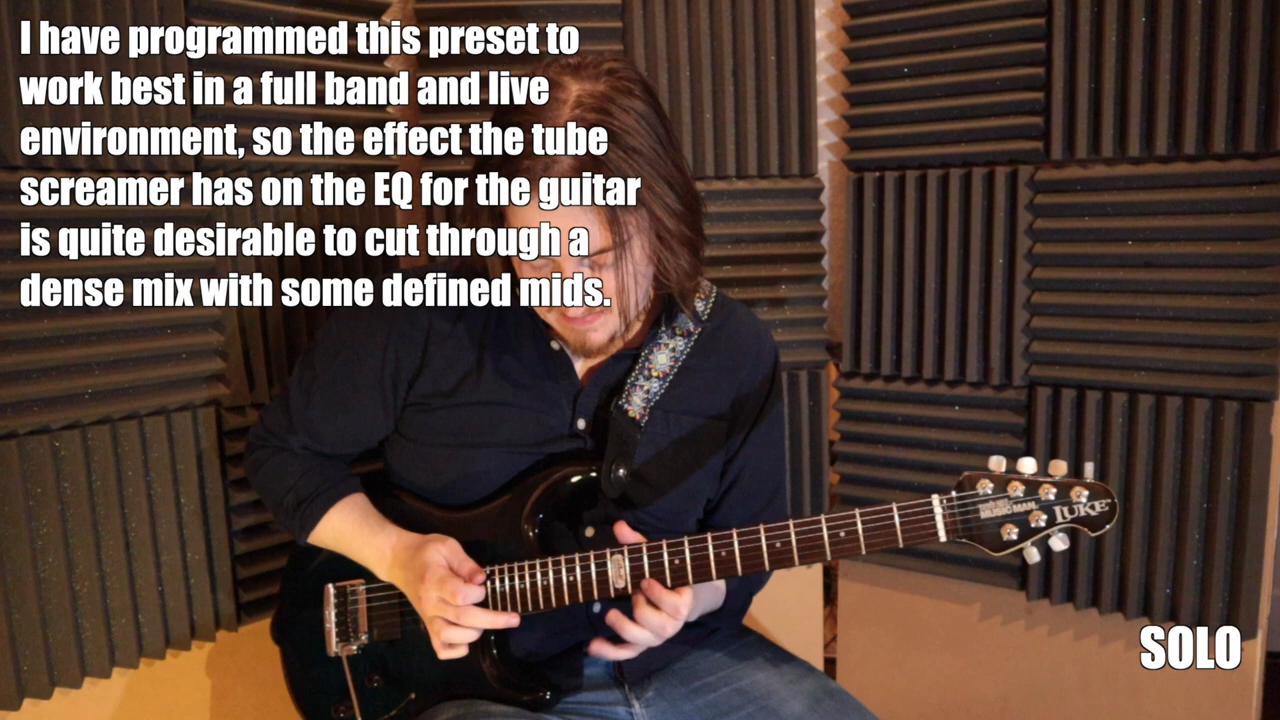 I have programmed this preset to
work best in a full band and live
environment, so the effect the tube
screamer has on the EQ for the guitar
is quite desirable to cut through a
dense mix with some defined mids.
MUSIC MAN
LUKE
SOLO